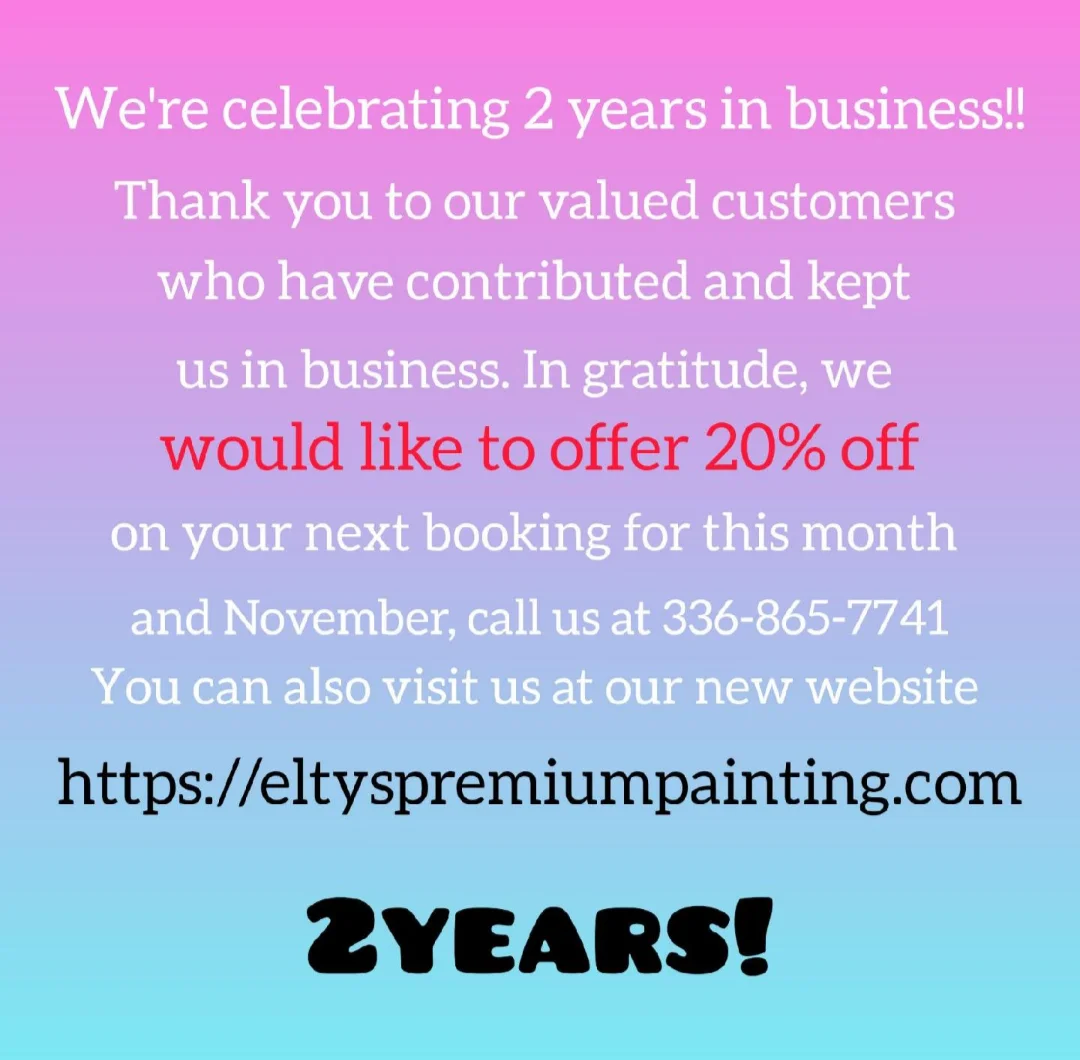 We're celebrating 2 years in business!!
Thank you to our valued customers
who have contributed and kept
us in business. In gratitude, we
would like to offer 20% off
on your next booking for this month
and November, call us at 336-865-7741
You can also visit us at our new website
https://eltyspremiumpainting.com
2YEARS!